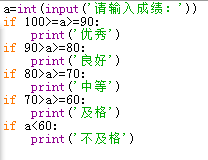 a=int(input('请输入成绩：'))
if 100>=a>=90:
    print('优秀')
if 90>a>=80:
    print('良好')
if 80>a>=70:
    print('中等')
if 70>a>=60:
    print('及格')
if a<60:
    print('不及格')